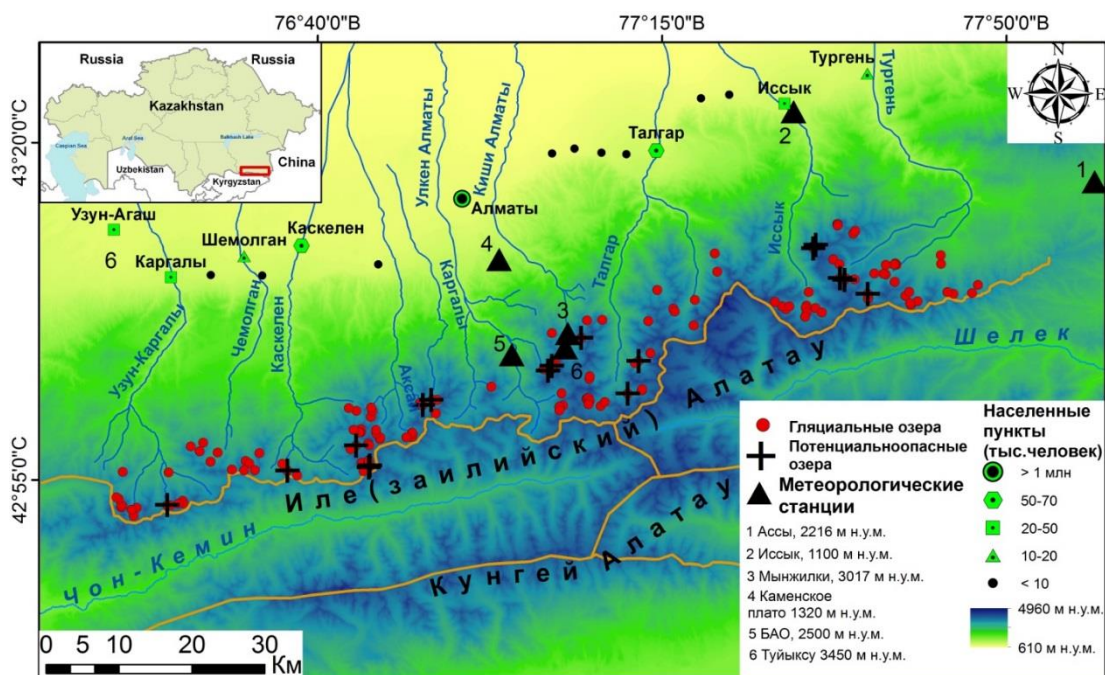 76°40'0"В
77°15'0"В
77°50'0"В
43°20'0"С
42°55'0"С
Russia
Russia
Kazakhstan
Caspian Sea
Aral Sea
Balkhash Lake
Uzbekistan
Kyrgyzstan
China
N
W
E
S
Тургень
Тургень
Иссык
2
1
Талгар
Улкен Алматы
Киши Алматы
Алматы
Узун-Агаш
6
Каргалы
Шемолган
Каскелен
4
Каргалы
Талгар
Иссык
Узун-Каргалы
Чемолган
Каскелен
Аксай
3
5
6
Шелек
Иле(заилийский) Алатау
Чон-Кемин
Кунгей Алатау
0 5 10 20 30
Км
Гляциальные озера
Потенциальноопасные
озера
Метеорологические
станции
1 Ассы, 2216 м н.у.м.
2 Иссык, 1100 м н.у.м.
3 Мынжилки, 3017 м н.у.м.
4 Каменское
плато 1320 м н.у.м.
5 БАО, 2500 м н.у.м.
6 Туйыксу 3450 м н.у.м.
Населенные
пункты
(тыс.человек)
> 1 млн
50-70
20-50
10-20
< 10
4960 м н.у.м.
610 м н.у.м.